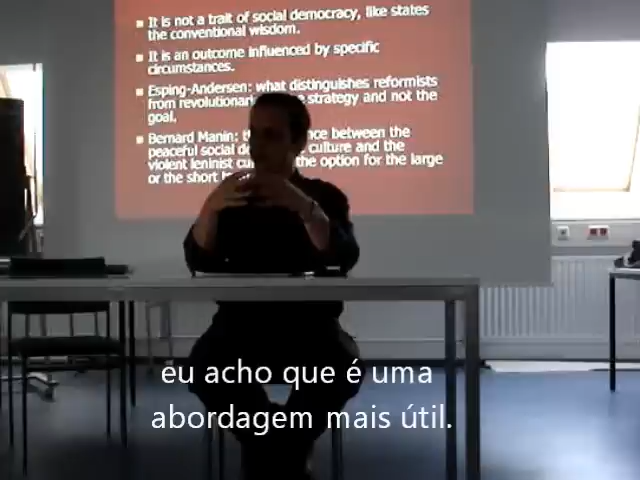 It is not a trait of social democracy, like states
the conventional wisdom.
It is an outcome influenced by specific
circumstances.
Esping-Andersen: what distinguishes reformists
from strategy and not the
goal.
Bernard Manin: between the
peaceful social culture and the
violent leninist the option for the large
or the short
eu acho que é uma
abordagem mais útil.